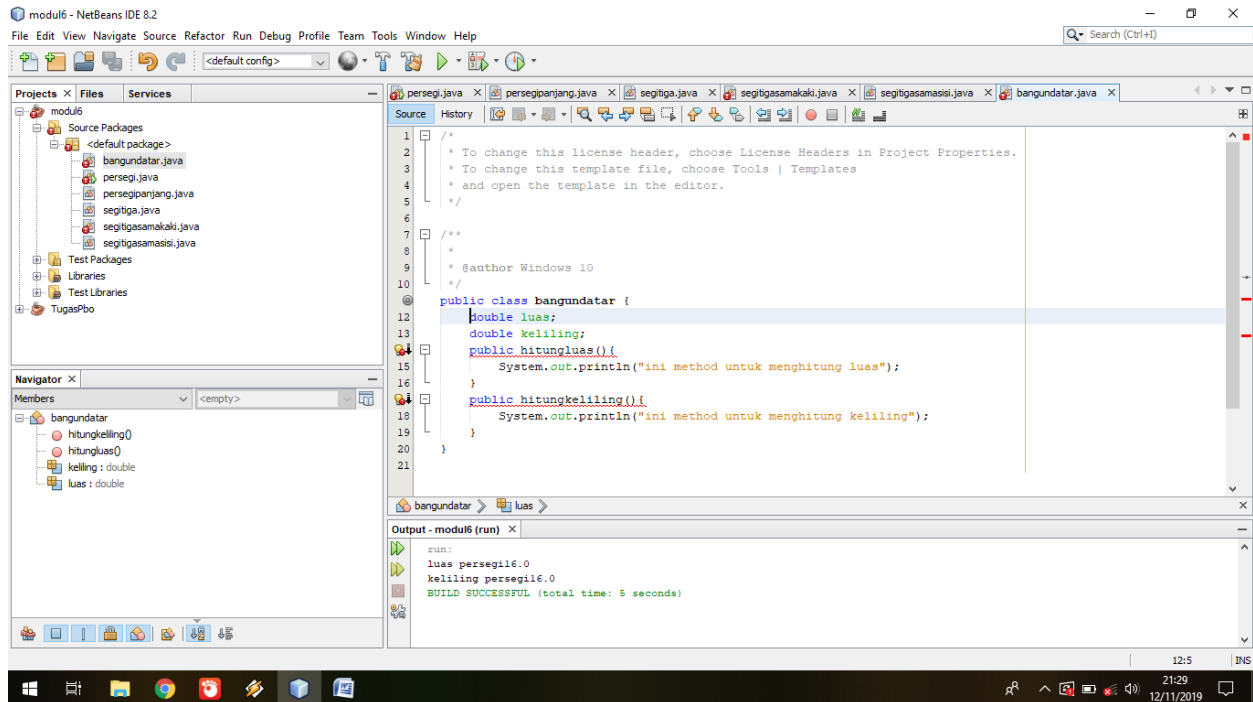 modul6 - NetBeans IDE 8.2
File Edit View Navigate Source Refactor Run Debug Profile Team Tools Window Help
Search (Ctrl+I)
<default config>
Projects Files Services
modul6
Source Packages
<default package>
bangundatar.java
persegi.java
persegipanjang.java
segitiga.java
segitigasamakaki.java
segitigasamasisi.java
Test Packages
Libraries
Test Libraries
TugasPbo
Navigator
Members <empty>
bangundatar
hitungkeliling()
hitungluas()
keliling : double
luas : double
persegi.java persegipanjang.java segitiga.java segitigasamakaki.java segitigasamasisi.java bangundatar.java
Source History
1 /*
2 * To change this license header, choose License Headers in Project Properties.
3 * To change this template file, choose Tools | Templates
4 * and open the template in the editor.
5 */
6
7 /**
8 *
9 * @author Windows 10
10 */
public class bangundatar {
12 double luas;
13 double keliling;
public hitungluas(){
15 System.out.println("ini method untuk menghitung luas");
16 }
public hitungkeliling(){
18 System.out.println("ini method untuk menghitung keliling");
19 }
20 }
21
bangundatar luas
Output - modul6 (run)
run:
luas persegi16.0
keliling persegi16.0
BUILD SUCCESSFUL (total time: 5 seconds)
12:5 INS
21:29
12/11/2019